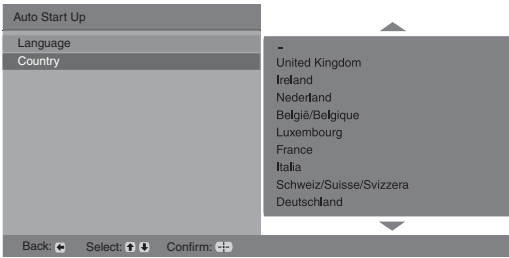 Auto Start Up
Language
Country
-
United Kingdom
Ireland
Nederland
België/Belgique
Luxembourg
France
Italia
Schweiz/Suisse/Svizzera
Deutschland
Back: Select: Confirm: